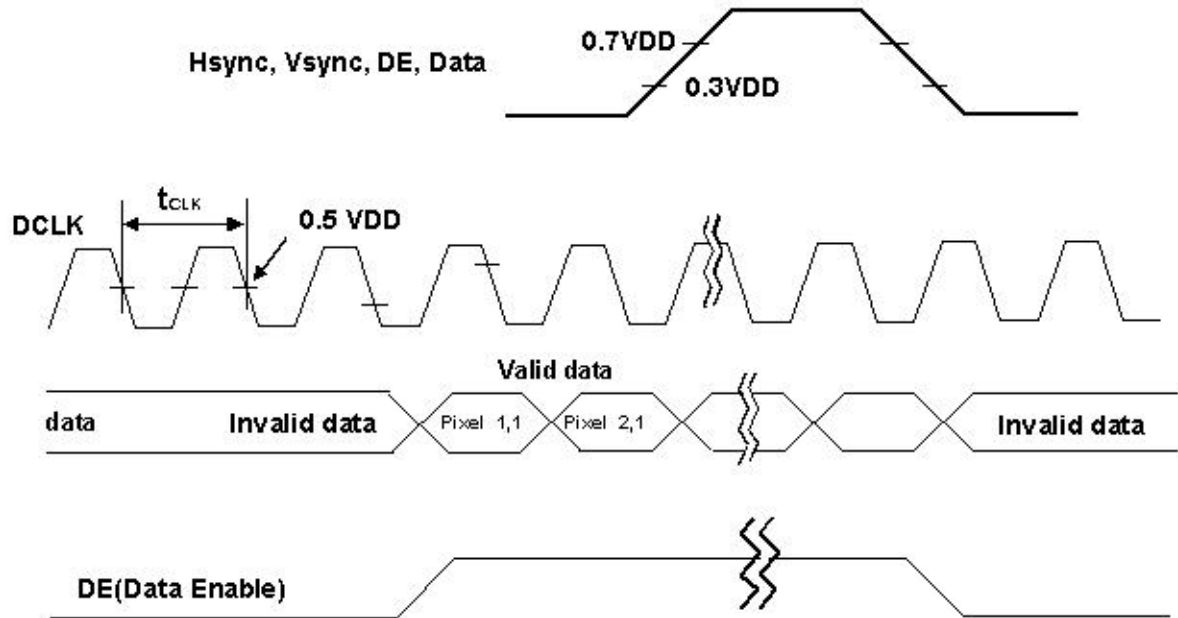 0.7VDD
Hsync, Vsync, DE, Data
0.3VDD
tCLK
DCLK
0.5 VDD
Valid data
data
Invalid data
Pixel 1,1
Pixel 2,1
Invalid data
DE(Data Enable)